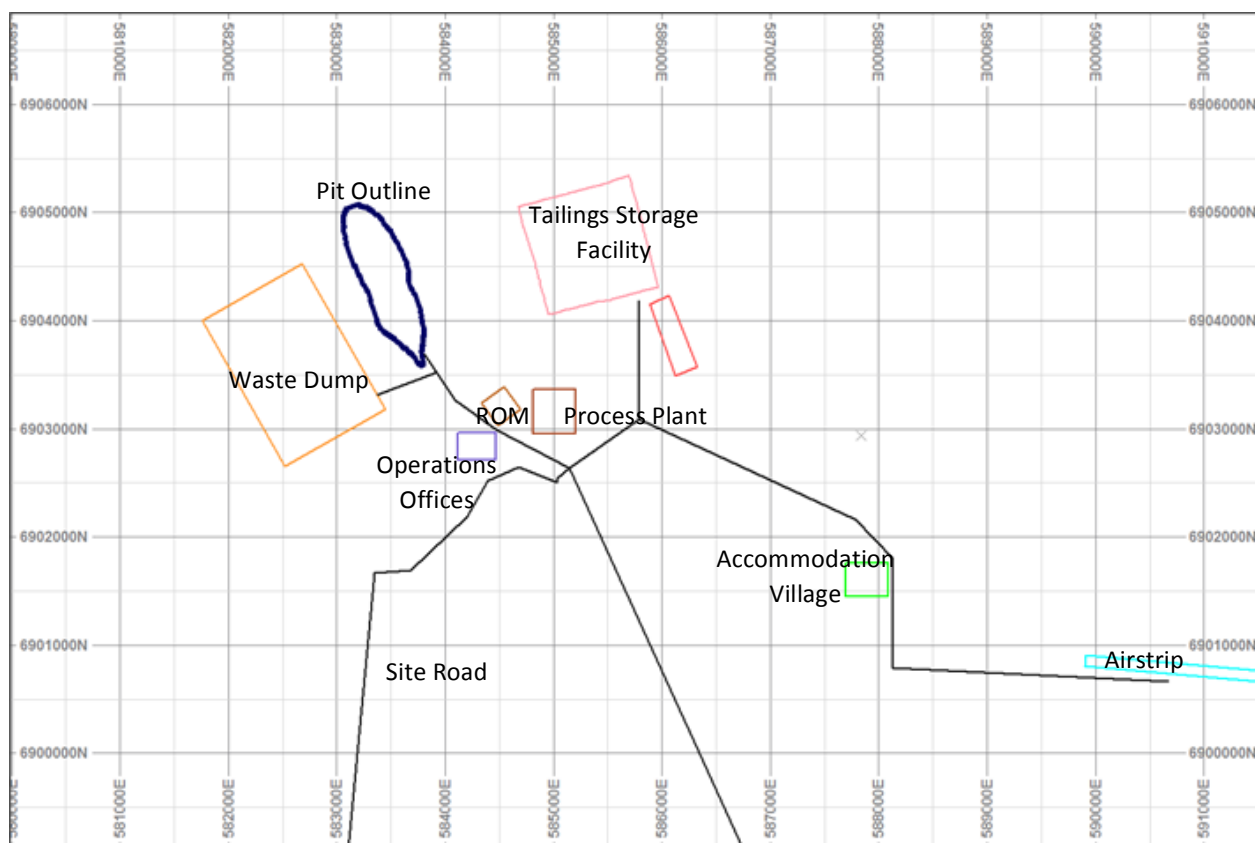 580000E
581000E
582000E
583000E
584000E
585000E
586000E
587000E
588000E
589000E
590000E
591000E
6906000N
6906000N
Pit Outline
6905000N
Tailings Storage
Facility
6905000N
6904000N
6904000N
Waste Dump
ROM
Process Plant
6903000N
6903000N
Operations
Offices
6902000N
6902000N
Accommodation
Village
6901000N
6901000N
Site Road
Airstrip
6900000N
6900000N
580000E
581000E
582000E
583000E
584000E
585000E
586000E
587000E
588000E
589000E
590000E
591000E